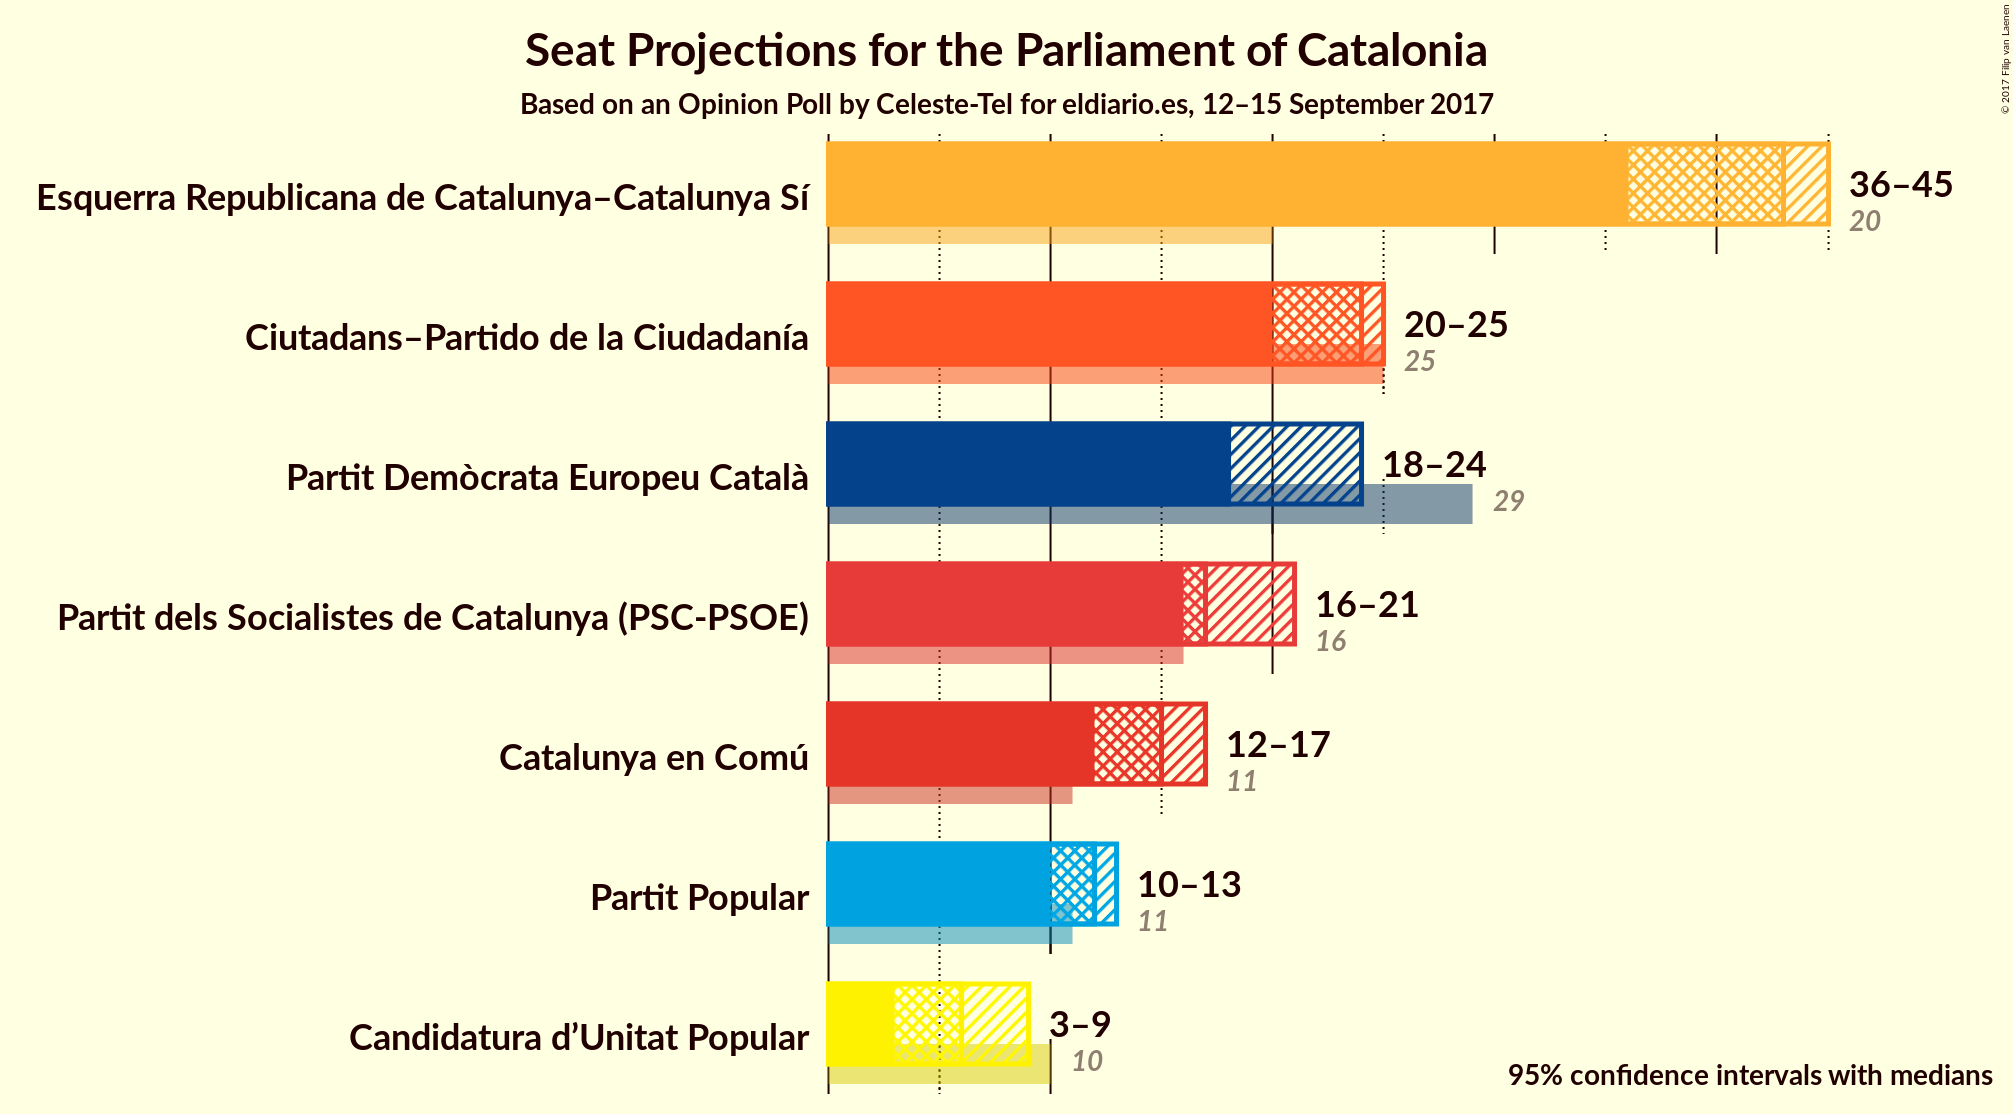 Seat Projections for the Parliament of Catalonia
Based on an Opinion Poll by Celeste-Tel for eldiario.es, 12–15 September 2017
© 2017 Filip van Laenen
Esquerra Republicana de Catalunya–Catalunya Sí
36–45
20
Ciutadans–Partido de la Ciudadanía
20–25
25
Partit Demòcrata Europeu Català
18–24
29
Partit dels Socialistes de Catalunya (PSC-PSOE)
16–21
16
Catalunya en Comú
12–17
11
Partit Popular
10–13
11
Candidatura d’Unitat Popular
3–9
10
95% confidence intervals with medians